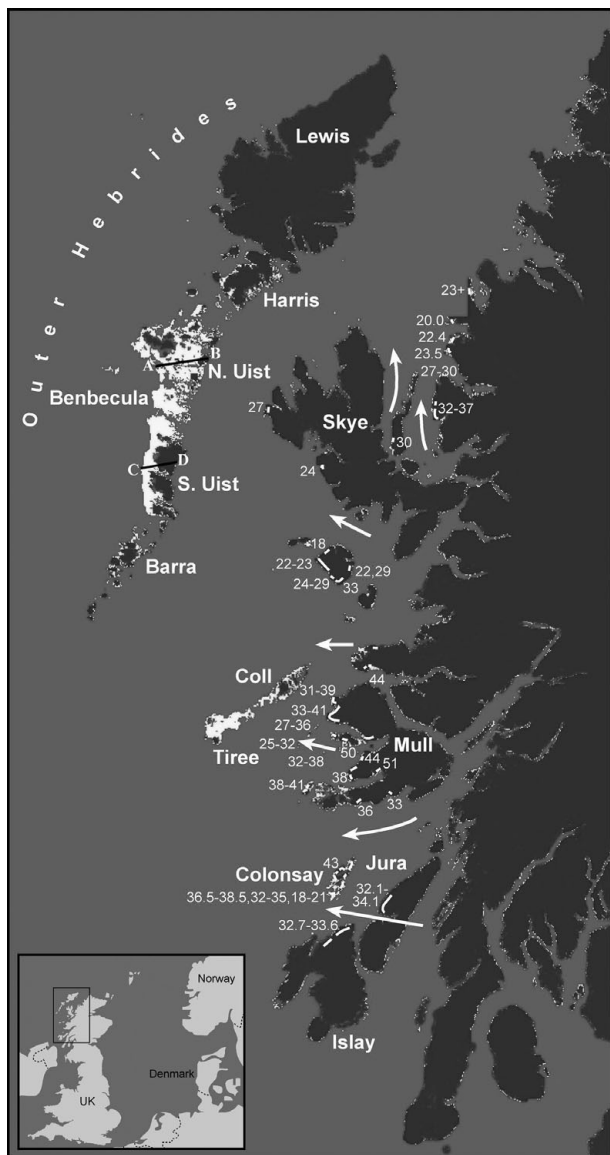 Outer Hebrides
Lewis
Harris
23+
20.0
22.4
23.5
27-30
A
B
N. Uist
Benbecula
27
Skye
32-37
30
C
D
S. Uist
24
18
Barra
22-23
22,29
24-29
33
Coll
44
31-39
33-41
27-36
Tiree
25-32
50
Mull
32-38
44
51
38
38-41
36
33
43
Jura
Colonsay
36.5-38.5,32-35,18-21
32.1-
34.1
32.7-33.6
Islay
Norway
Denmark
UK